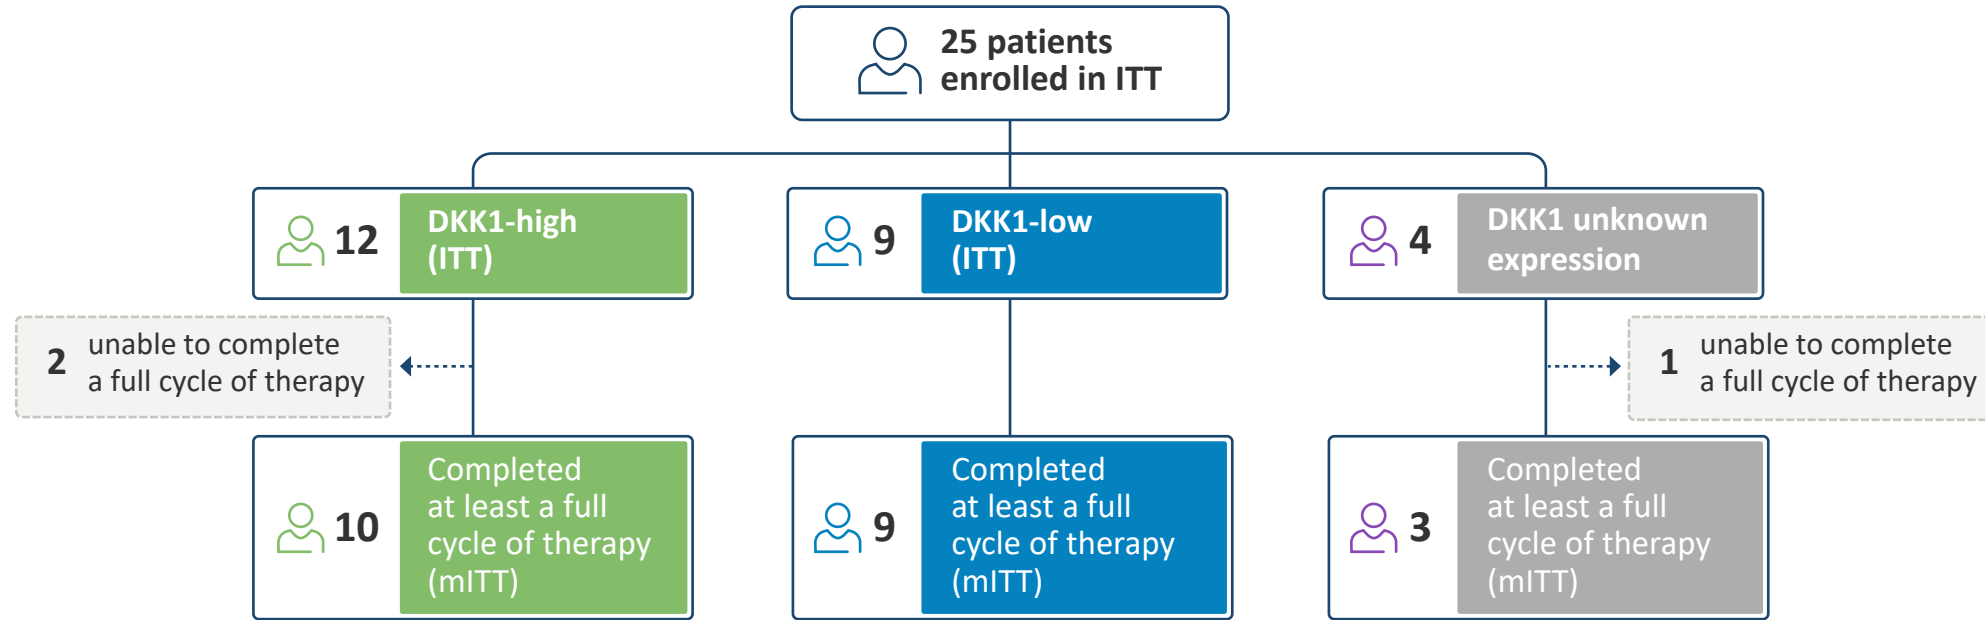 25 patients
enrolled in ITT
12
DKK1-high
(ITT)
9
DKK1-low
(ITT)
4
DKK1 unknown
expression
2
unable to complete
a full cycle of therapy
1
unable to complete
a full cycle of therapy
10
Completed
at least a full
cycle of therapy
(mITT)
9
Completed
at least a full
cycle of therapy
(mITT)
3
Completed
at least a full
cycle of therapy
(mITT)